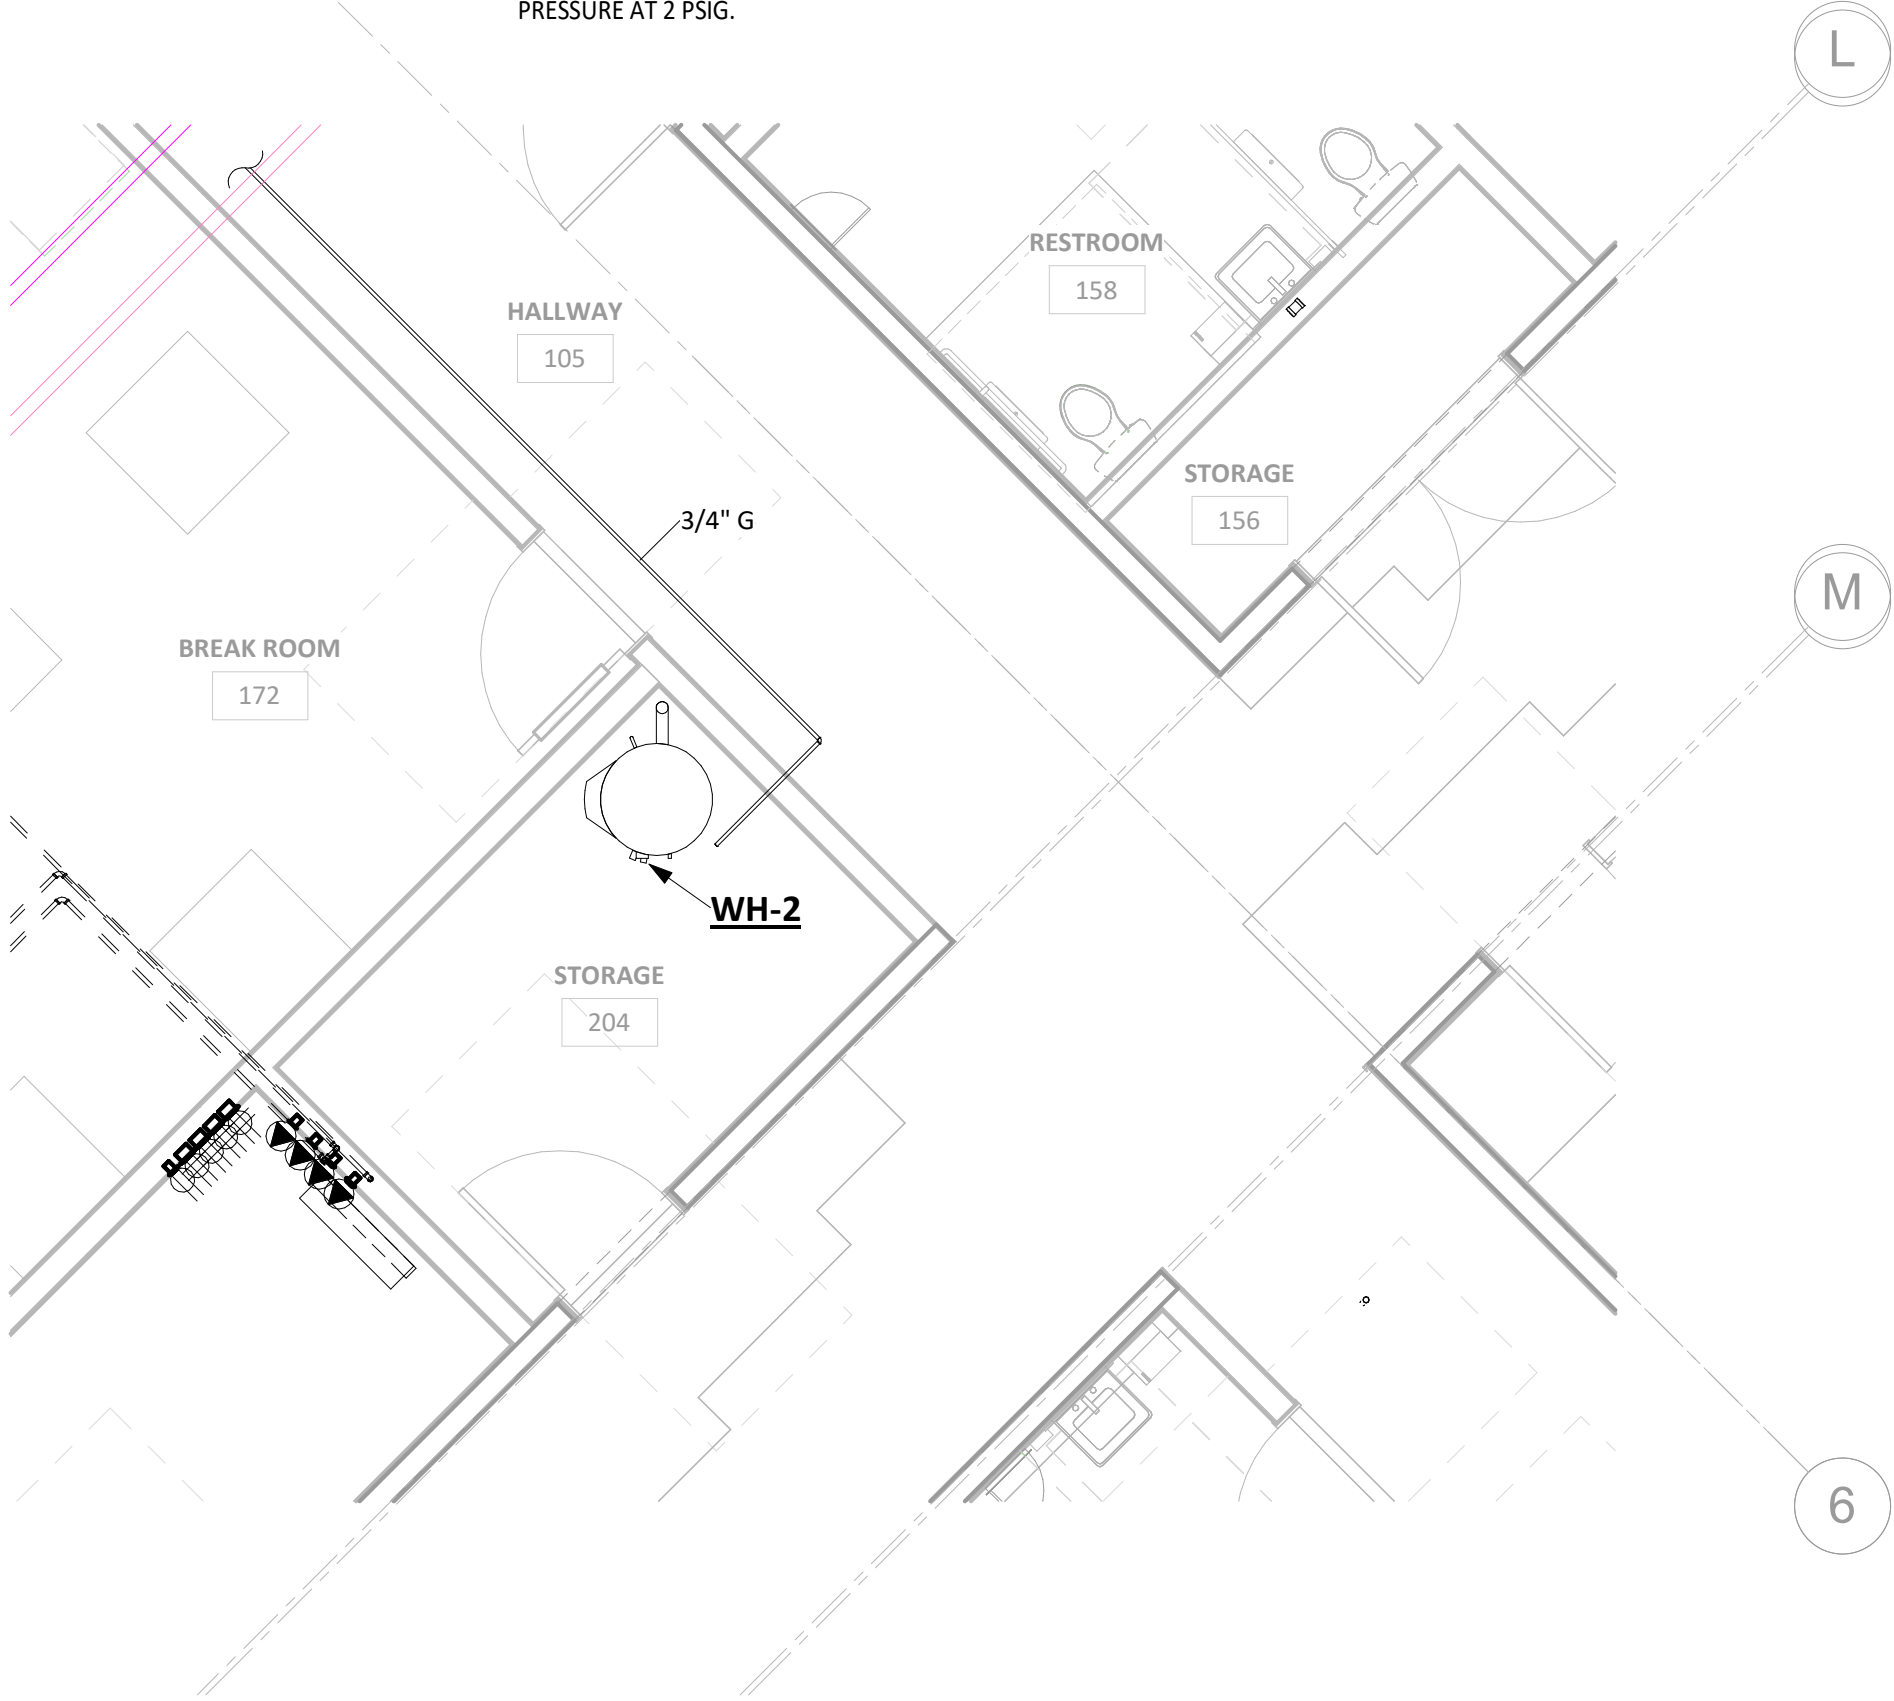 PRESSURE AT 2 PSIG.
L
RESTROOM
158
HALLWAY
105
STORAGE
156
3/4" G
M
BREAK ROOM
172
WH-2
STORAGE
204
6